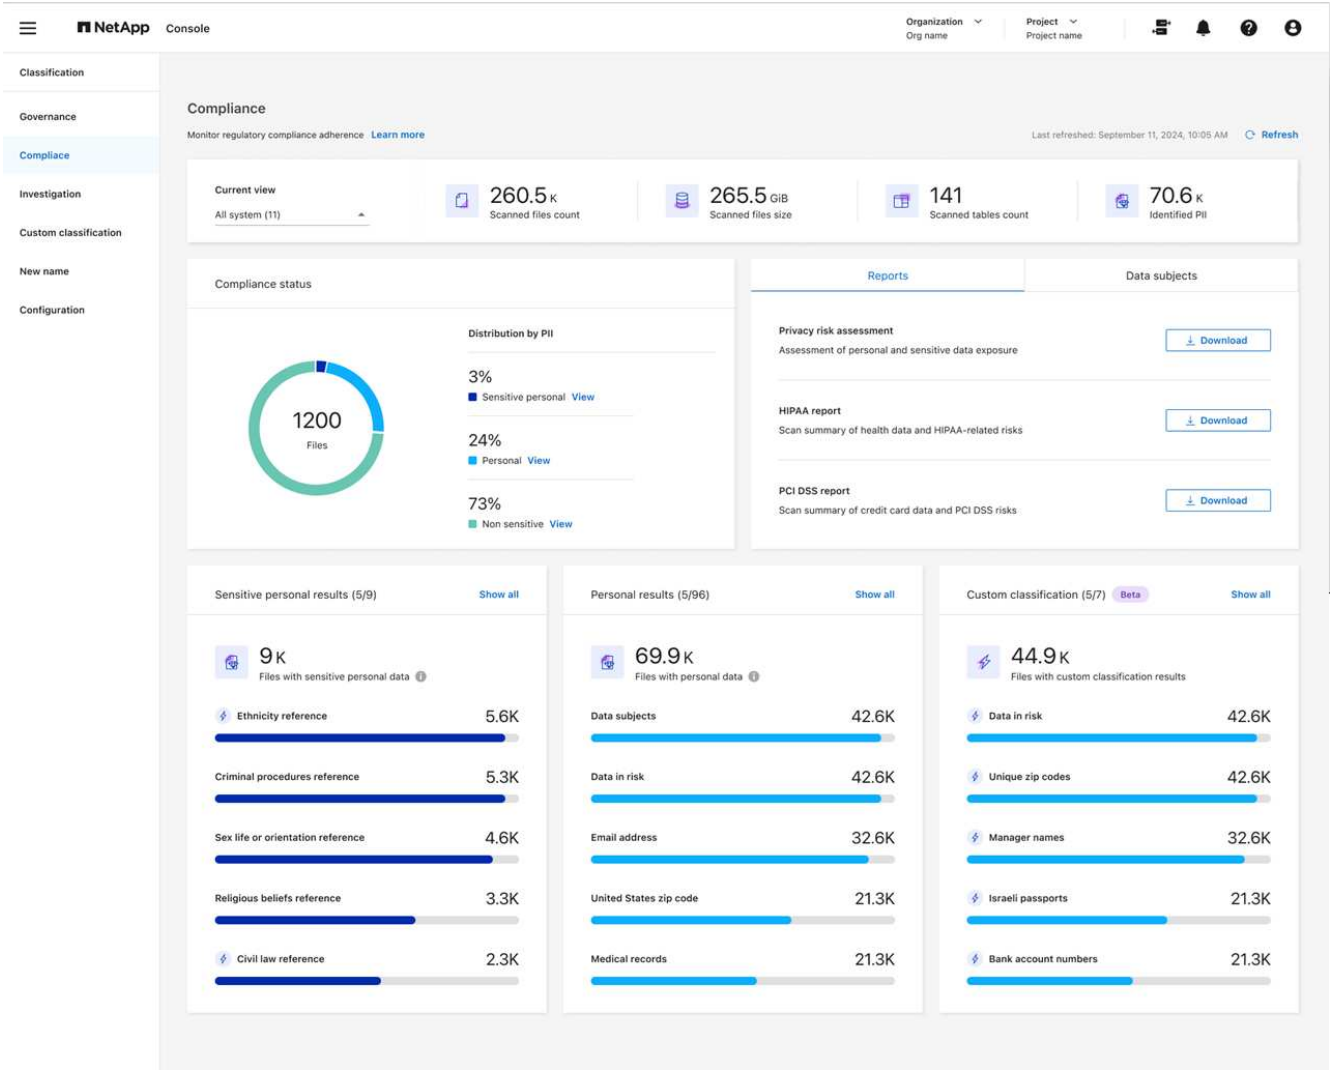 NetApp Console
Organization
Org name
Project
Project name
Classification
Governance
Compliace
Investigation
Custom classification
New name
Configuration
Compliance
Monitor regulatory compliance adherence Learn more
Last refreshed: September 11, 2024, 10:05 AM Refresh
Current view
All system (11)
260.5 K
Scanned files count
265.5 GiB
Scanned files size
141
Scanned tables count
70.6 K
Identified PII
Compliance status
1200
Files
Distribution by PII
3%
Sensitive personal View
24%
Personal View
73%
Non sensitive View
Reports
Data subjects
Privacy risk assessment
Assessment of personal and sensitive data exposure
Download
HIPAA report
Scan summary of health data and HIPAA-related risks
Download
PCI DSS report
Scan summary of credit card data and PCI DSS risks
Download
Sensitive personal results (5/9) Show all
9 K
Files with sensitive personal data
Ethnicity reference 5.6K
Criminal procedures reference 5.3K
Sex life or orientation reference 4.6K
Religious beliefs reference 3.3K
Civil law reference 2.3K
Personal results (5/96) Show all
69.9 K
Files with personal data
Data subjects 42.6K
Data in risk 42.6K
Email address 32.6K
United States zip code 21.3K
Medical records 21.3K
Custom classification (5/7) Beta Show all
44.9 K
Files with custom classification results
Data in risk 42.6K
Unique zip codes 42.6K
Manager names 32.6K
Israeli passports 21.3K
Bank account numbers 21.3K